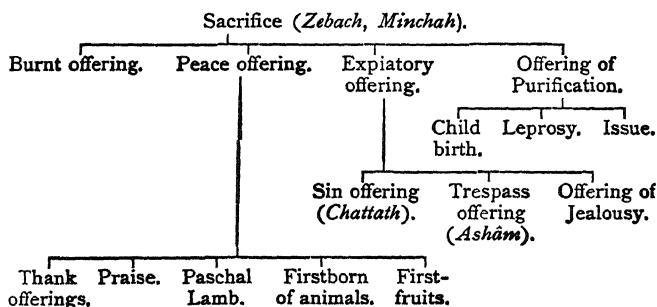 Sacrifice (Zebach, Minchah).
Burnt offering. Peace offering. Expiatory offering. Offering of Purification.
Child birth. Leprosy. Issue.
Sin offering (Chattath). Trespass offering (Ashâm). Offering of Jealousy.
Thank offerings. Praise. Paschal Lamb. Firstborn of animals. First-fruits.